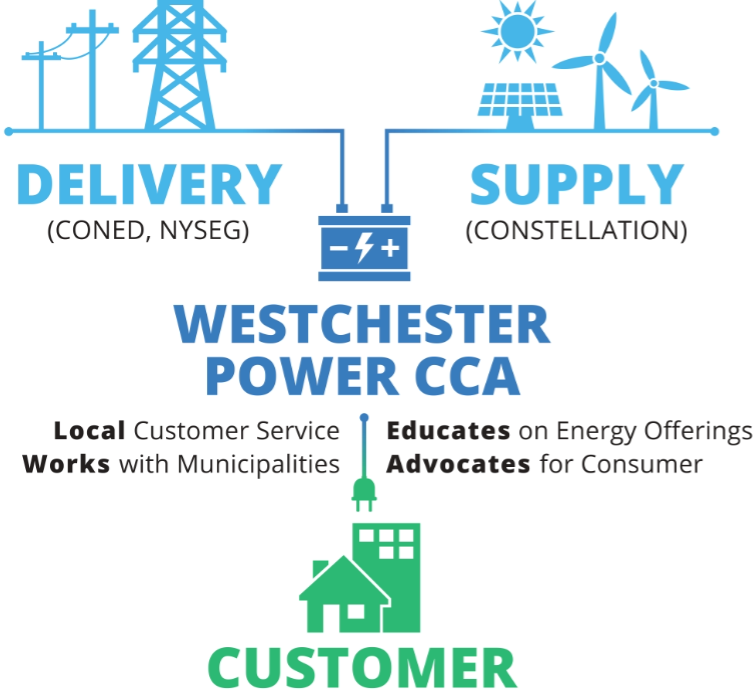 DELIVERY
(CONED, NYSEG)
SUPPLY
(CONSTELLATION)
WESTCHESTER
POWER CCA
Local Customer Service
Works with Municipalities
Educates on Energy Offerings
Advocates for Consumer
CUSTOMER